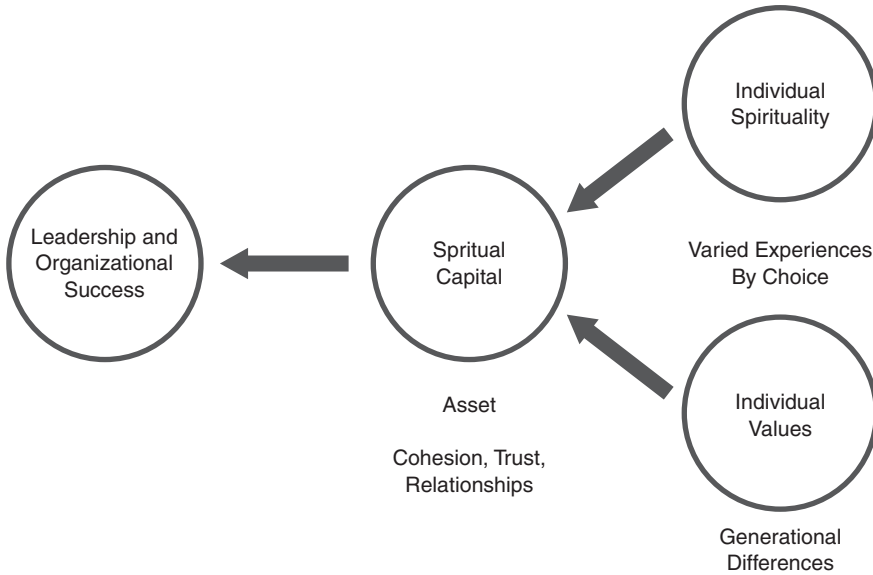 Individual
Spirituality
Leadership and
Organizational
Success
Spritual
Capital
Varied Experiences
By Choice
Asset
Cohesion, Trust,
Relationships
Individual
Values
Generational
Differences